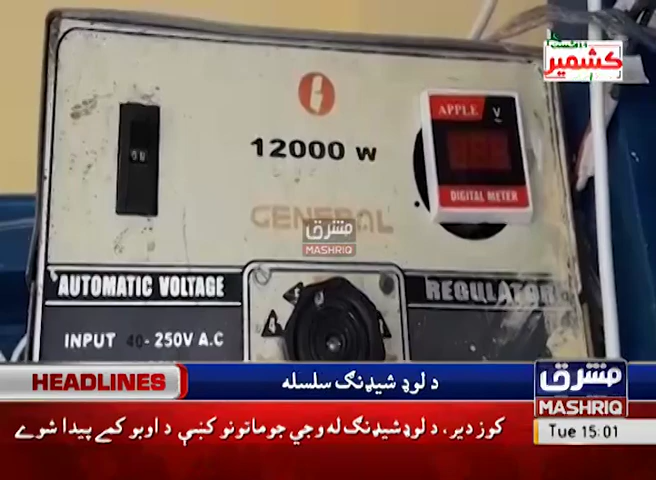 کشمیر
APPLE V
12000 W
DIGITAL METER
GENERAL
مشرق
MASHRIQ
AUTOMATIC VOLTAGE REGULATOR
INPUT 40-250V A.C
HEADLINES
د لوډ شیډنګ سلسله
مشرق
MASHRIQ
کوز دیر، د لوډشیډنګ له وجي جوماتونو کښې د اوبو کمے پیدا شوے
Tue 15:01